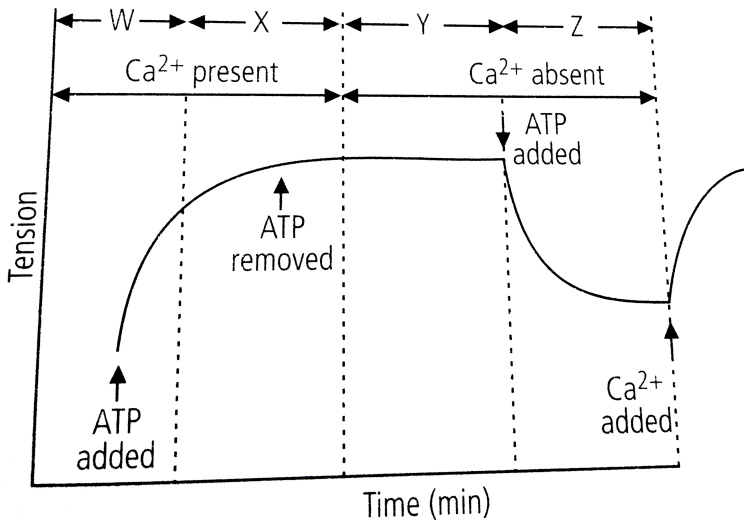 W X Y Z
Ca²⁺ present Ca²⁺ absent
ATP
added
ATP
removed
Tension
ATP
added
Ca²⁺
added
Time (min)